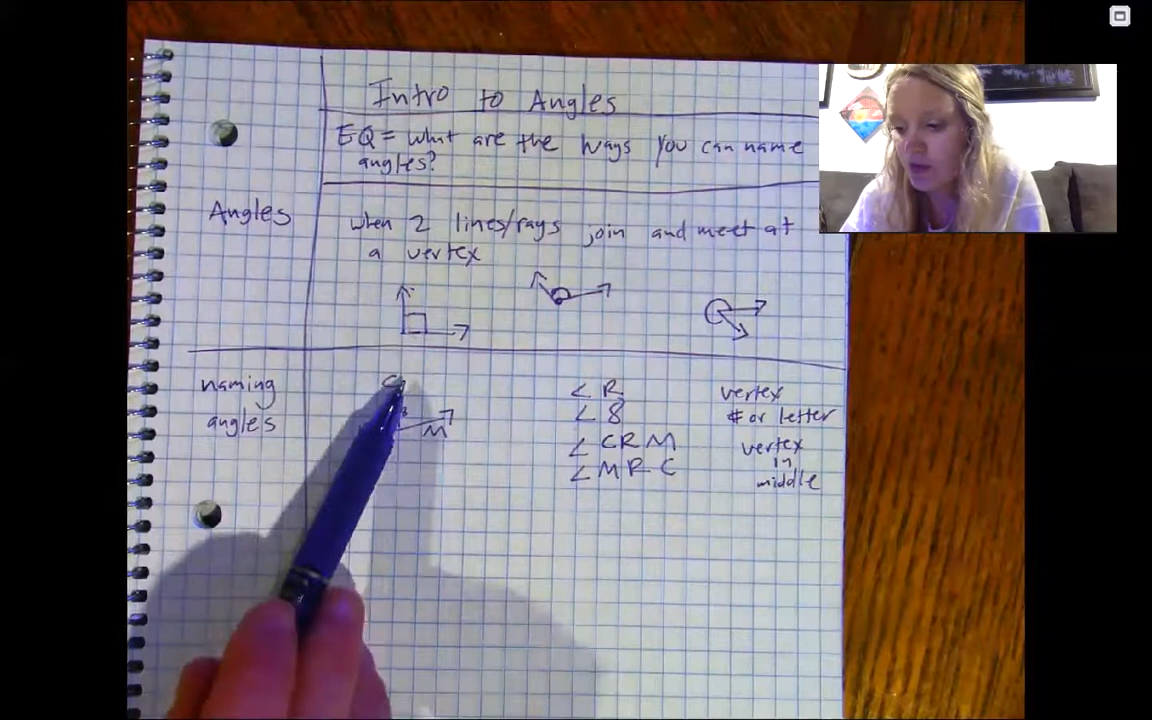 Intro to Angles
EQ = What are the ways you can name
angles?
Angles
when 2 lines/rays join and meet at
a vertex
naming
angles
C
8
M
< R
< 8
< CRM
< MRC
vertex
# or letter
vertex
in
middle